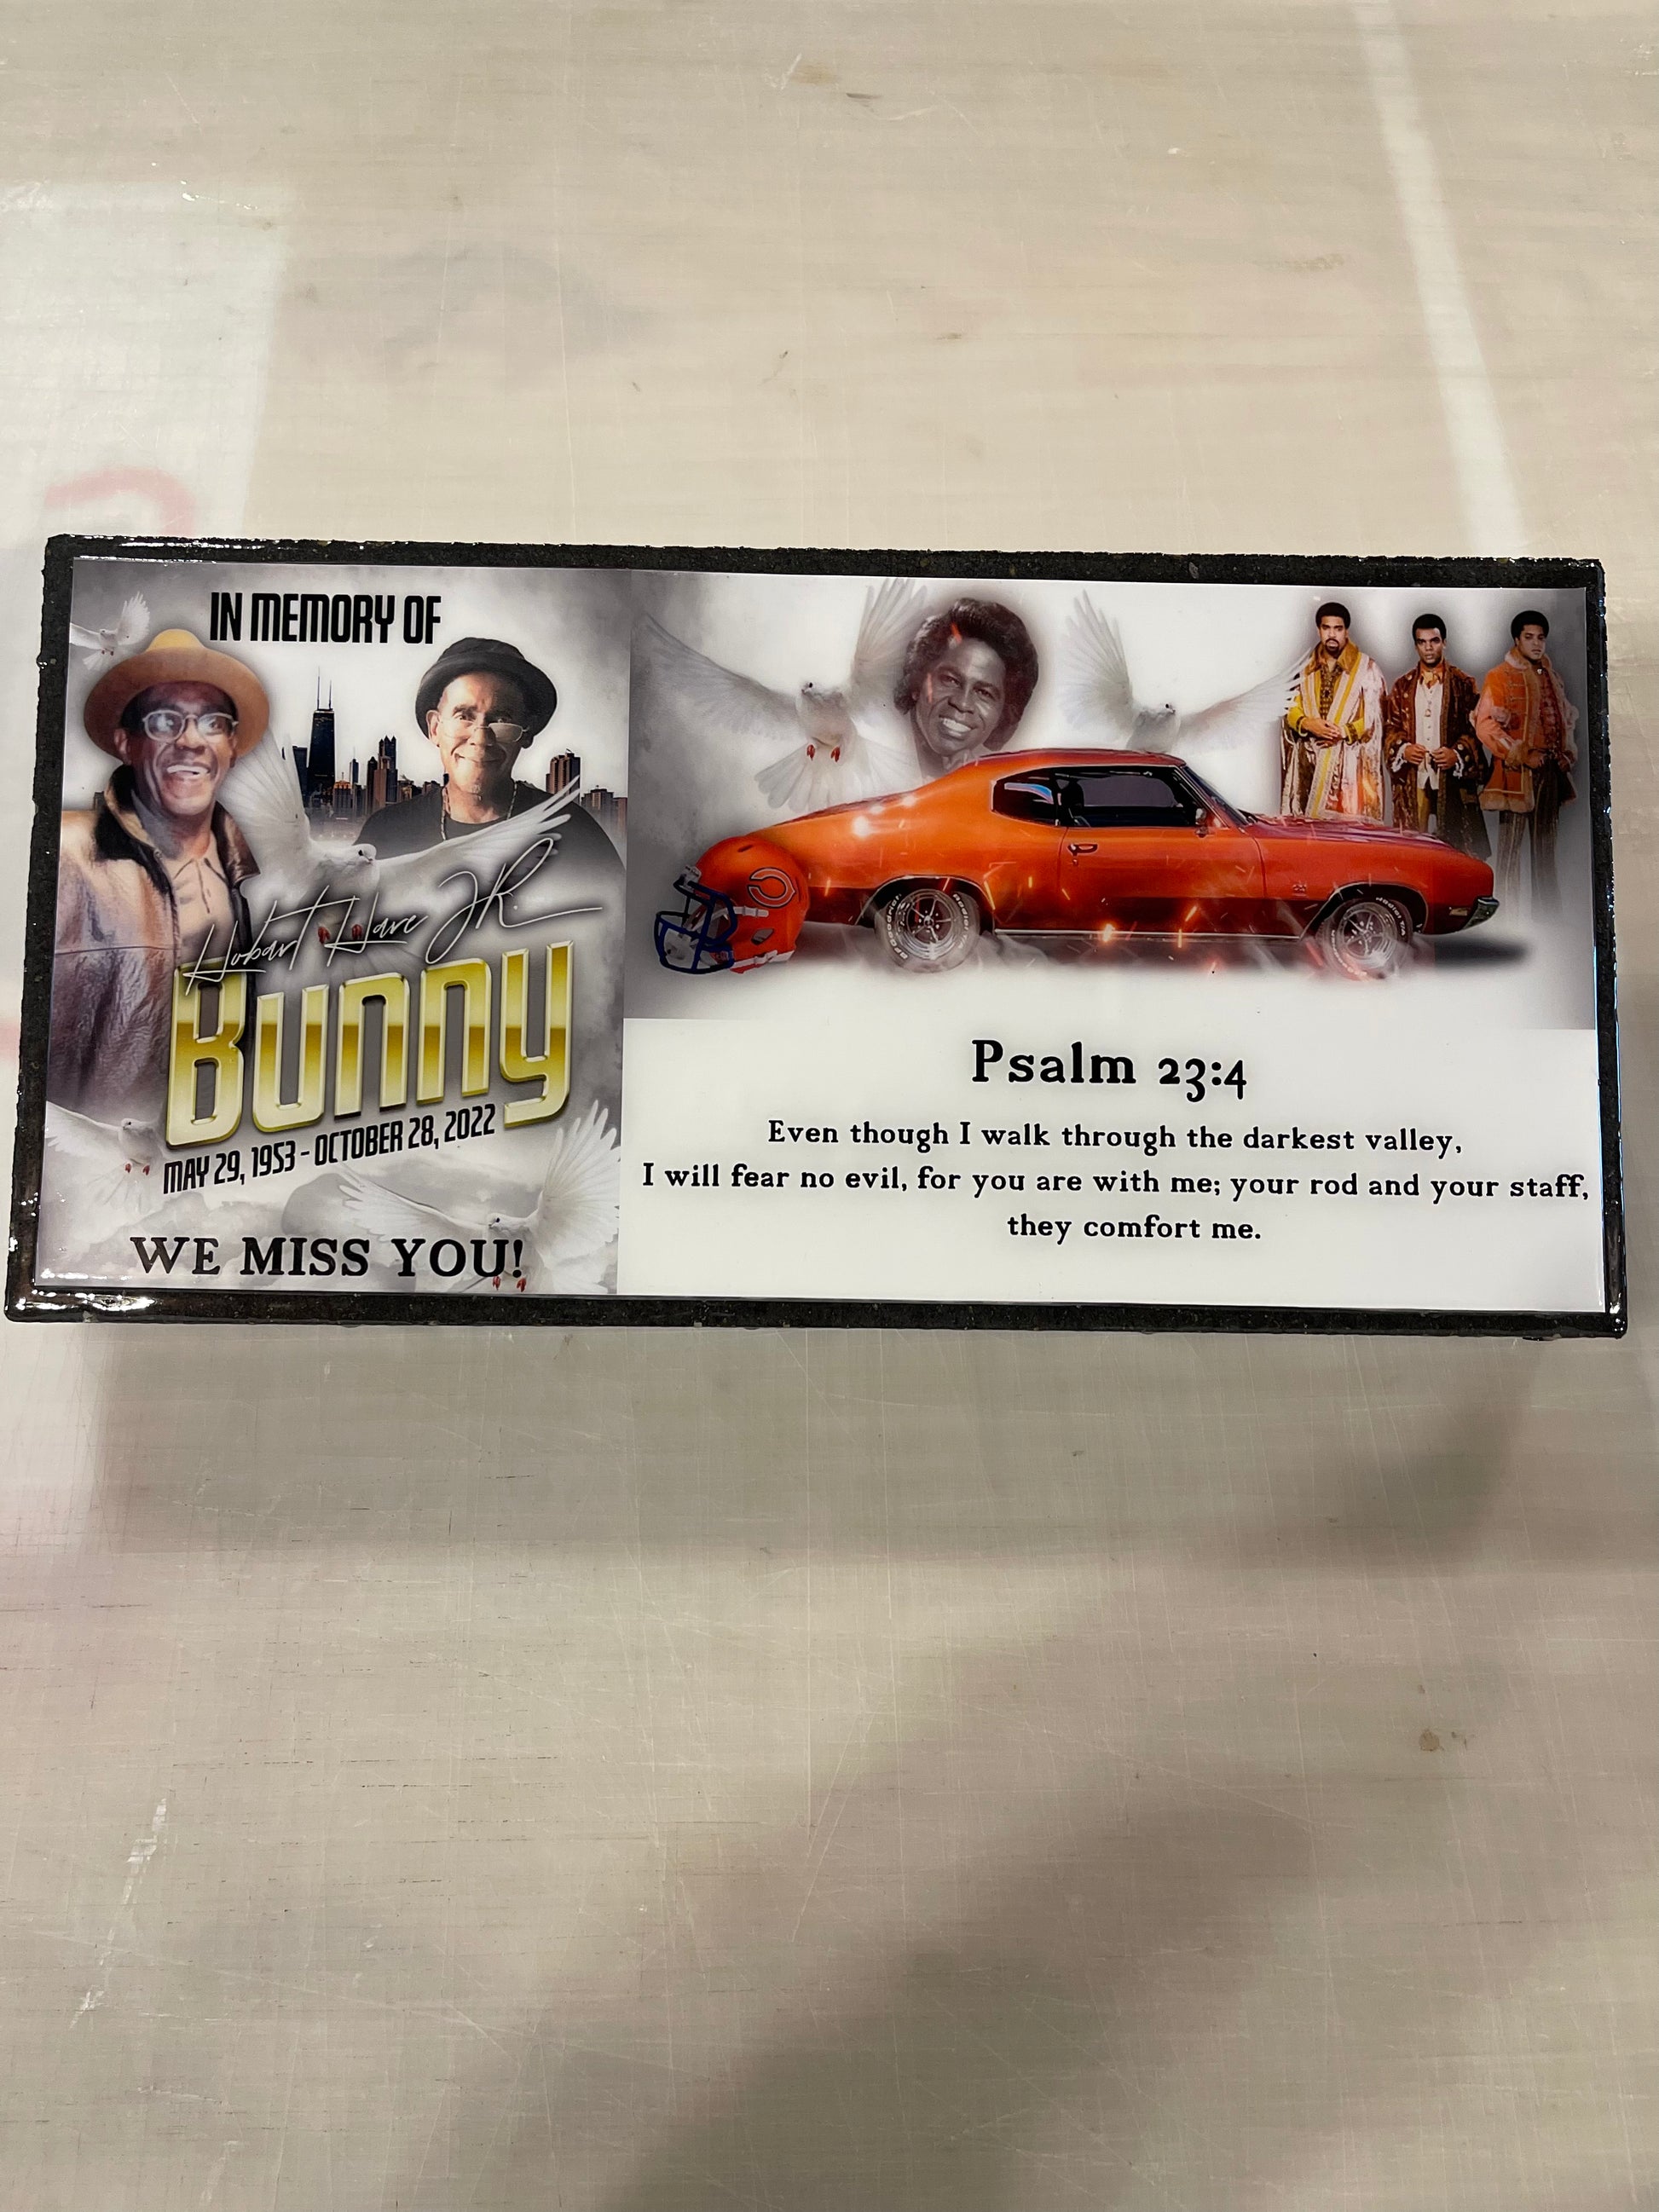 IN MEMORY OF
Hobart Hare JR.
Bunny
MAY 29, 1953 - OCTOBER 28, 2022
WE MISS YOU!
Psalm 23:4
Even though I walk through the darkest valley,
I will fear no evil, for you are with me; your rod and your staff,
they comfort me.